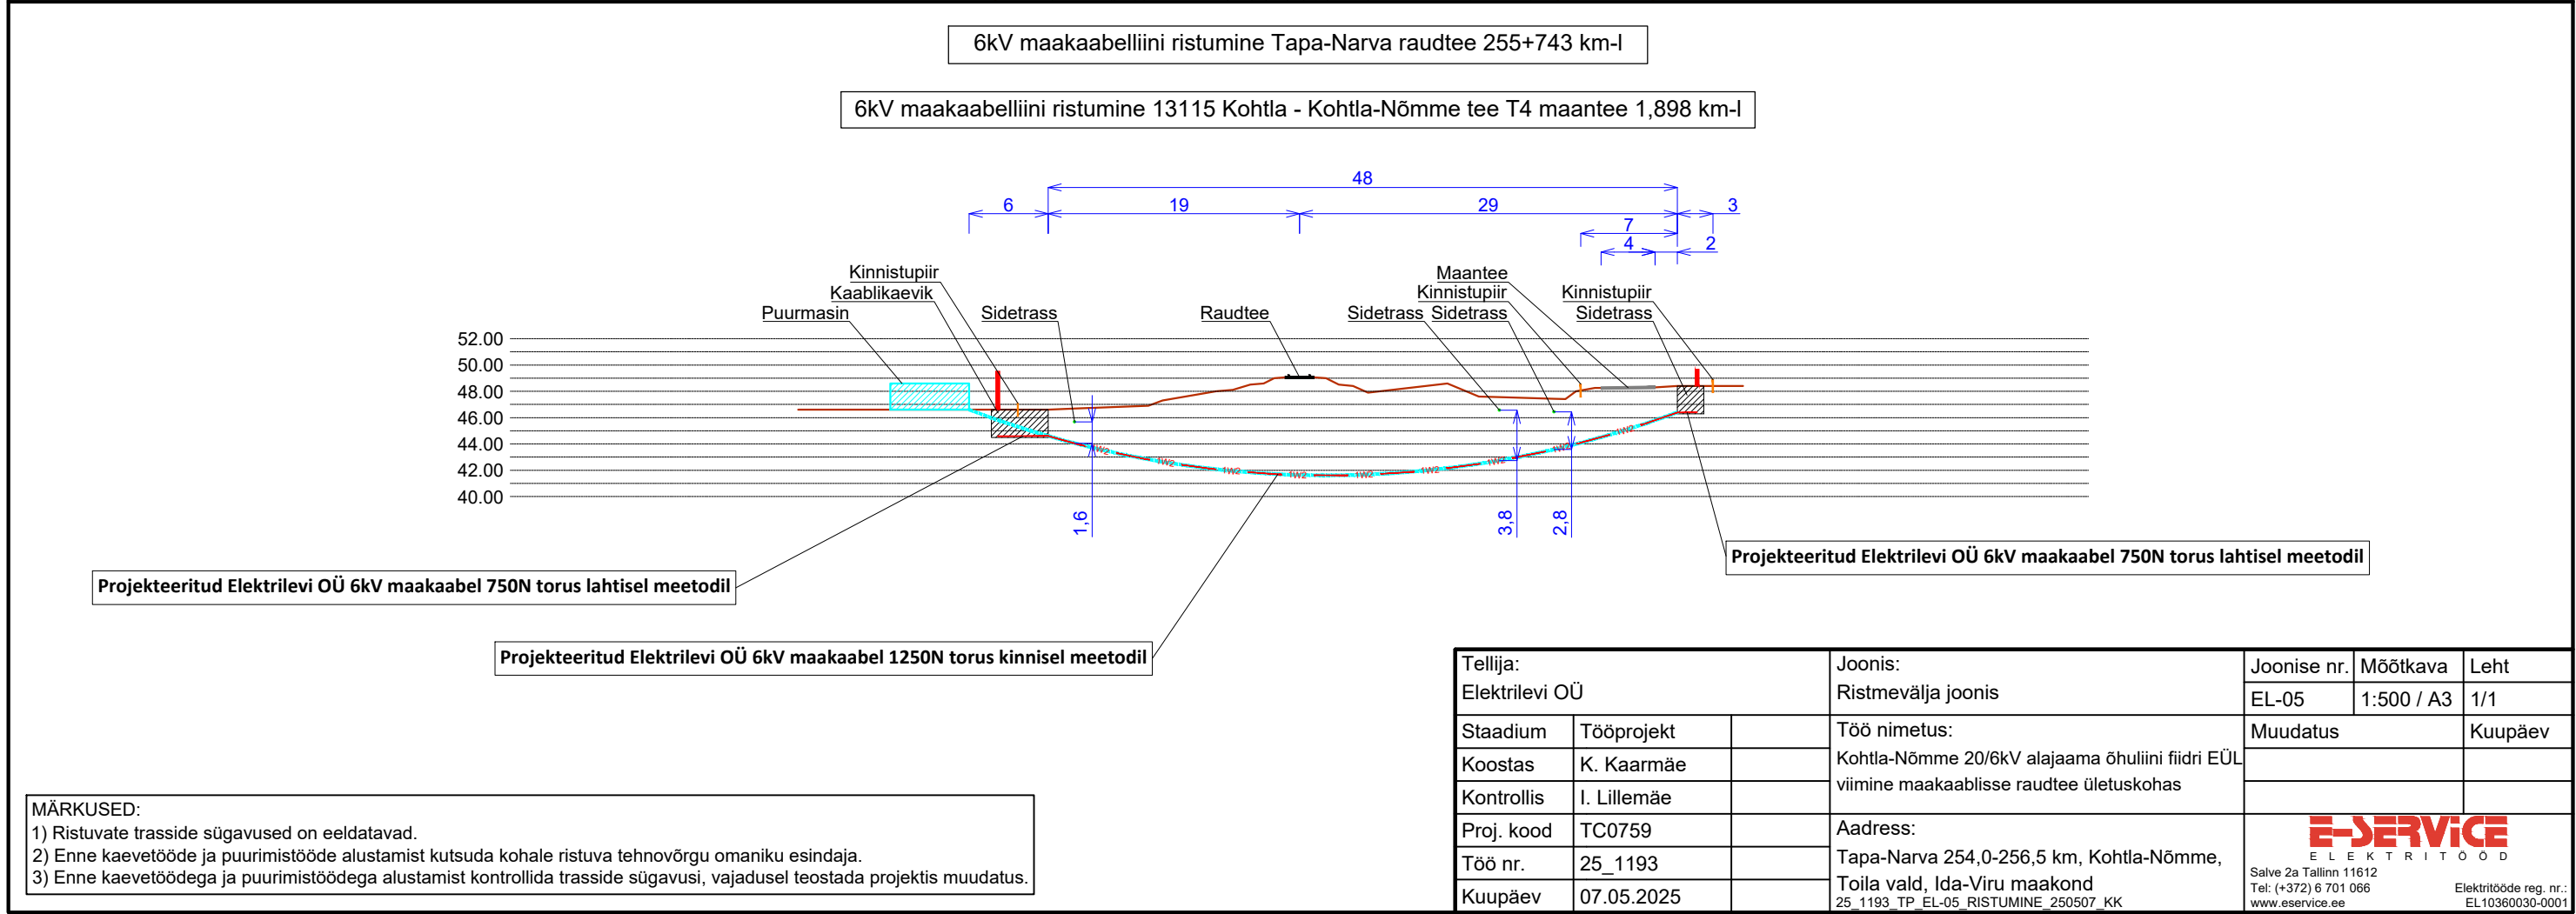 6kV maakaabelliini ristumine Tapa-Narva raudtee 255+743 km-l
6kV maakaabelliini ristumine 13115 Kohtla - Kohtla-Nõmme tee T4 maantee 1,898 km-l
48
6
19
29
3
7
4
2
Kinnistupiir
Kaablikaevik
Puurmasin
Sidetrass
Raudtee
Maantee
Kinnistupiir
Sidetrass
Sidetrass
Kinnistupiir
Sidetrass
52.00
50.00
48.00
46.00
44.00
42.00
40.00
1W2
1W2
1W2
1W2
1W2
1W2
1W2
1W2
1W2
1,6
3,8
2,8
Projekteeritud Elektrilevi OÜ 6kV maakaabel 750N torus lahtisel meetodil
Projekteeritud Elektrilevi OÜ 6kV maakaabel 750N torus lahtisel meetodil
Projekteeritud Elektrilevi OÜ 6kV maakaabel 1250N torus kinnisel meetodil
MÄRKUSED:
1) Ristuvate trasside sügavused on eeldatavad.
2) Enne kaevetööde ja puurimistööde alustamist kutsuda kohale ristuva tehnovõrgu omaniku esindaja.
3) Enne kaevetöödega ja puurimistöödega alustamist kontrollida trasside sügavusi, vajadusel teostada projektis muudatus.
Tellija:
Elektrilevi OÜ
Staadium Tööprojekt
Koostas K. Kaarmäe
Kontrollis I. Lillemäe
Proj. kood TC0759
Töö nr. 25_1193
Kuupäev 07.05.2025
Joonis:
Ristmevälja joonis
Töö nimetus:
Kohtla-Nõmme 20/6kV alajaama õhuliini fiidri EÜL
viimine maakaablisse raudtee ületuskohas
Aadress:
Tapa-Narva 254,0-256,5 km, Kohtla-Nõmme,
Toila vald, Ida-Viru maakond
25_1193_TP_EL-05_RISTUMINE_250507_KK
Joonise nr. Mõõtkava Leht
EL-05 1:500 / A3 1/1
Muudatus Kuupäev
E-SERVICE
ELEKTRITÖÖD
Salve 2a Tallinn 11612
Tel: (+372) 6 701 066
www.eservice.ee
Elektritööde reg. nr.:
EL10360030-0001